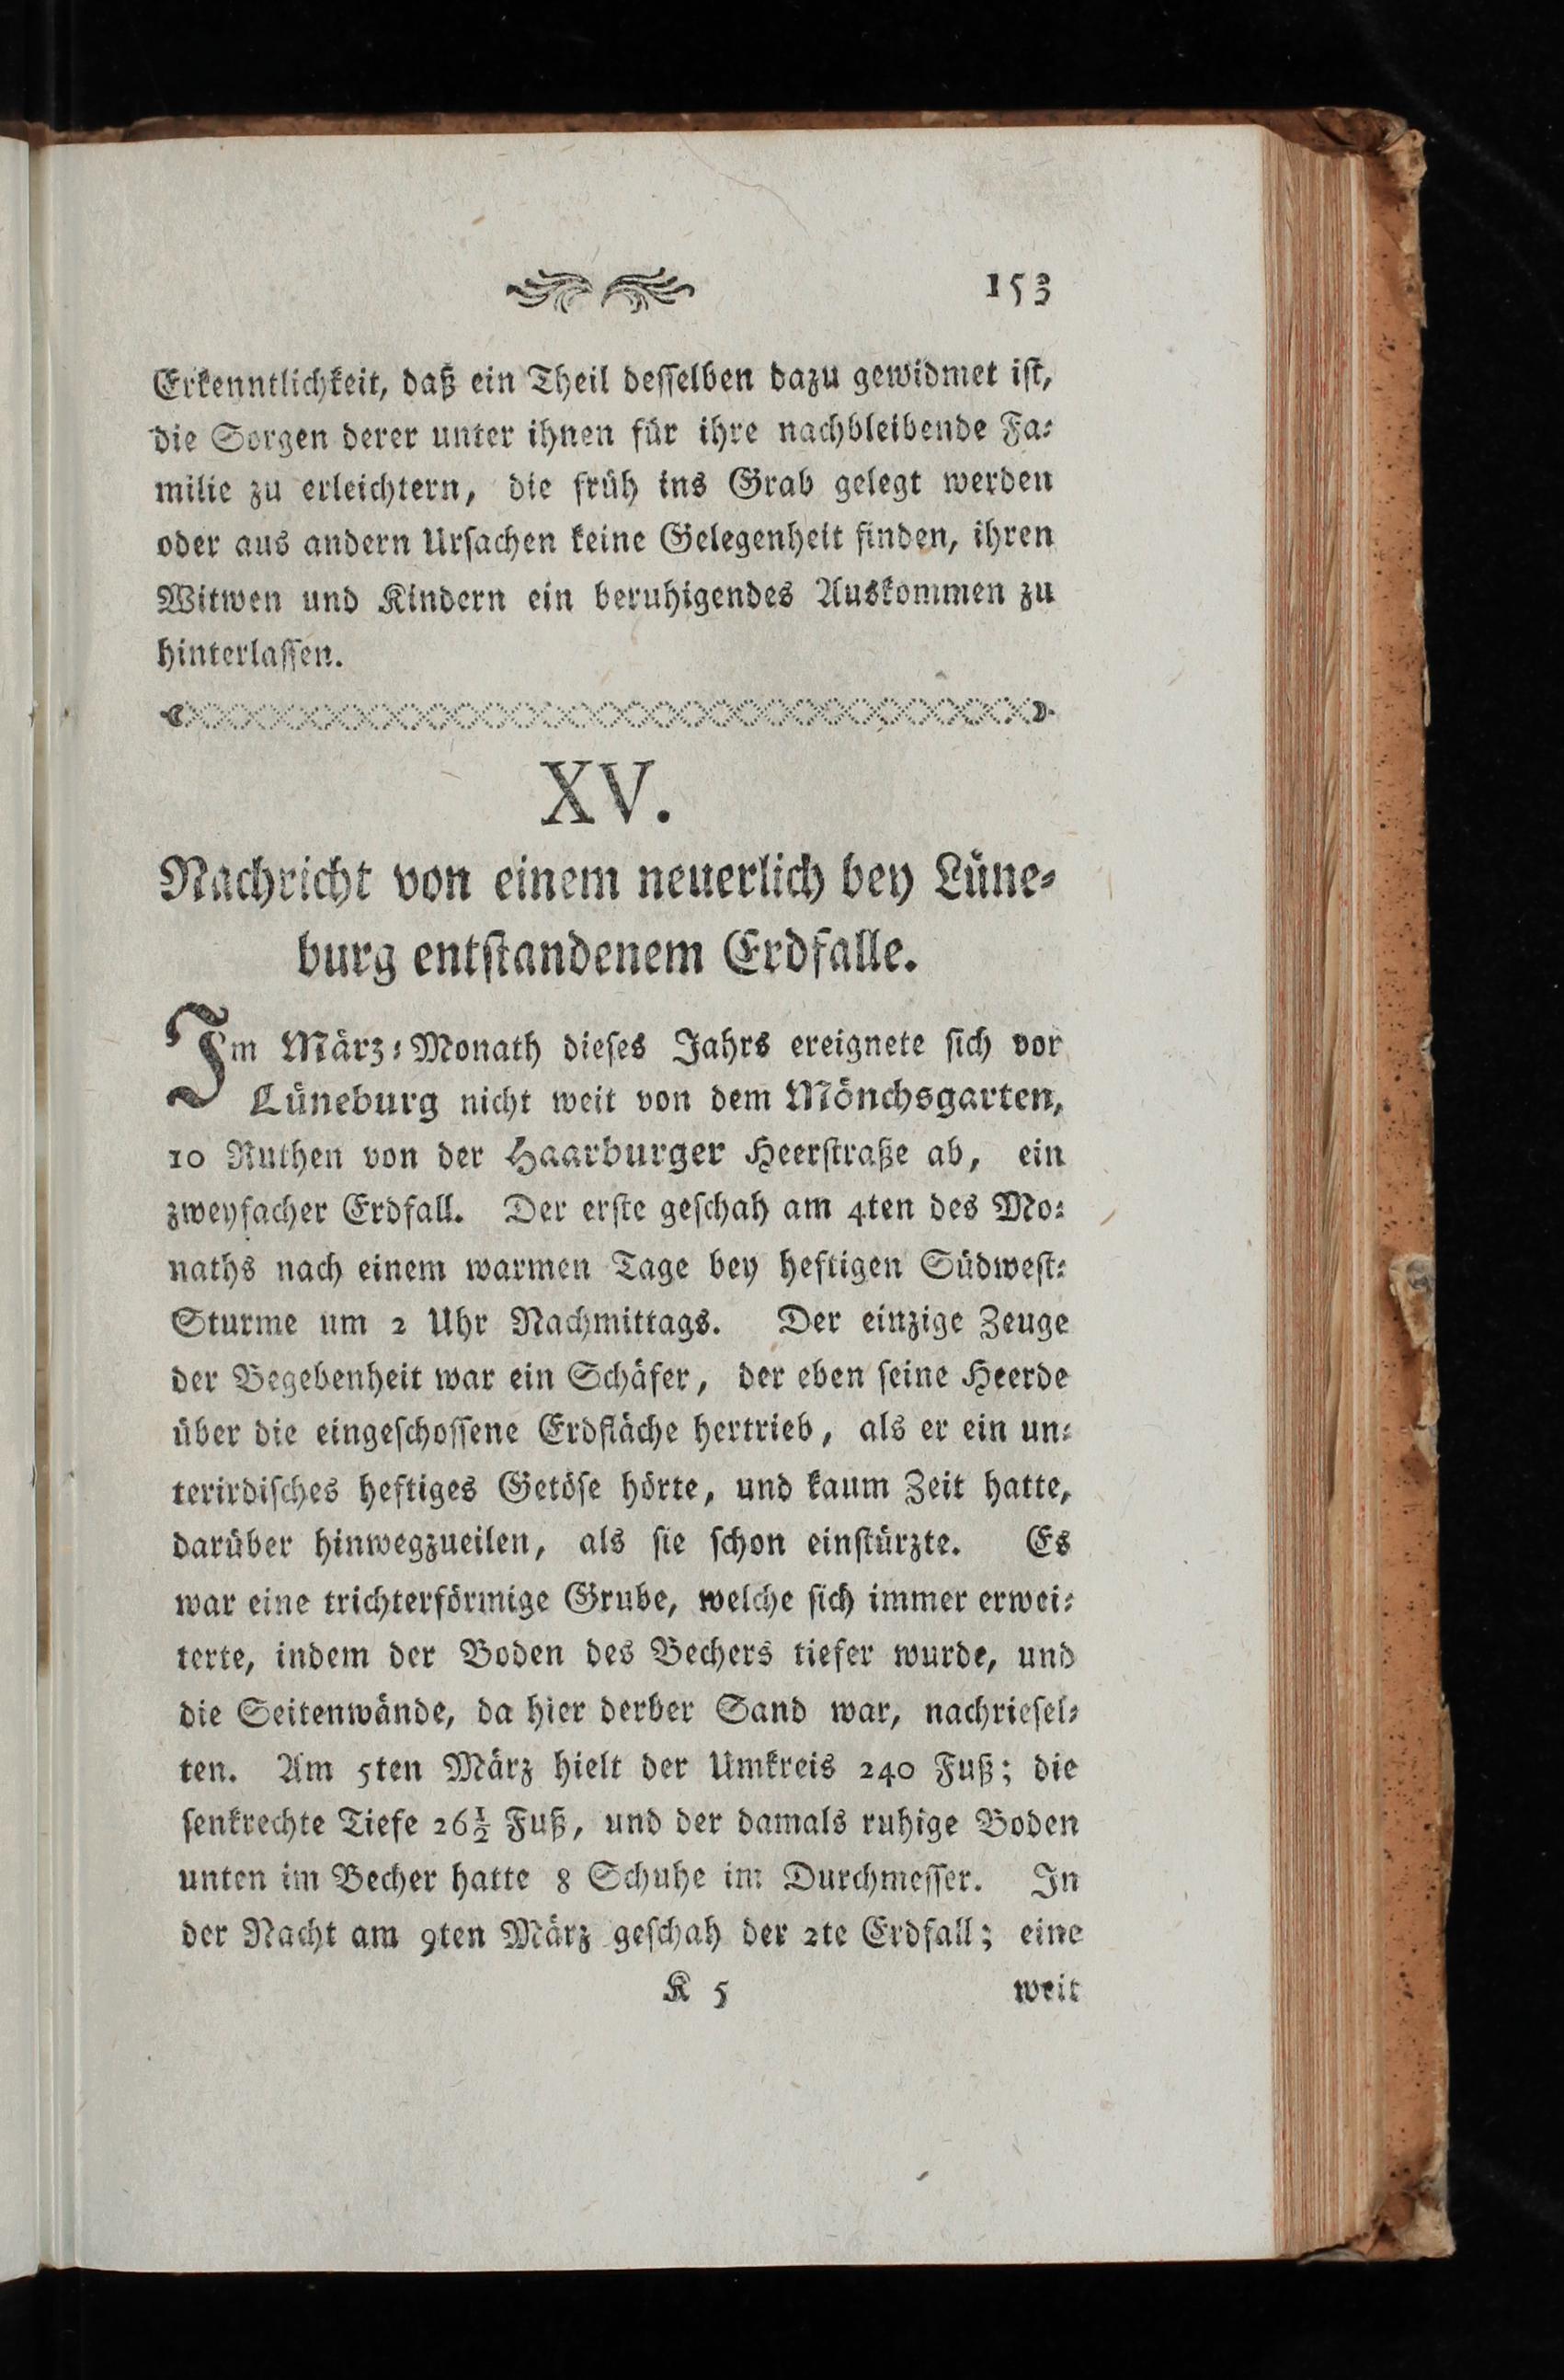 153
Erkenntlichkeit, daß ein Theil deſſelben dazu gewidmet iſt,
die Sorgen derer unter ihnen für ihre nachbleibende Fa⸗
milie zu erleichtern, die früh ins Grab gelegt werden
oder aus andern Urſachen keine Gelegenheit finden, ihren
Witwen und Kindern ein beruhigendes Auskommen zu
hinterlaſſen.
XV.
Nachricht von einem neuerlich bey Lüne⸗
burg entſtandenem Erdfalle.
Im März⸗Monath dieſes Jahrs ereignete ſich vor
Lüneburg nicht weit von dem Mönchsgarten,
10 Ruthen von der Haarburger Heerſtraße ab, ein
zweyfacher Erdfall. Der erſte geſchah am 4ten des Mo⸗
naths nach einem warmen Tage bey heftigen Südweſt⸗
Sturme um 2 Uhr Nachmittags. Der einzige Zeuge
der Begebenheit war ein Schäfer, der eben ſeine Heerde
über die eingeſchoſſene Erdfläche hertrieb, als er ein un⸗
terirdiſches heftiges Getöſe hörte, und kaum Zeit hatte,
darüber hinwegzueilen, als ſie ſchon einſtürzte. Es
war eine trichterförmige Grube, welche ſich immer erwei⸗
terte, indem der Boden des Bechers tiefer wurde, und
die Seitenwände, da hier derber Sand war, nachrieſel⸗
ten. Am 5ten März hielt der Umkreis 240 Fuß; die
ſenkrechte Tiefe 26½ Fuß, und der damals ruhige Boden
unten im Becher hatte 8 Schuhe im Durchmeſſer. In
der Nacht am 9ten März geſchah der 2te Erdfall; eine
K 5 weit